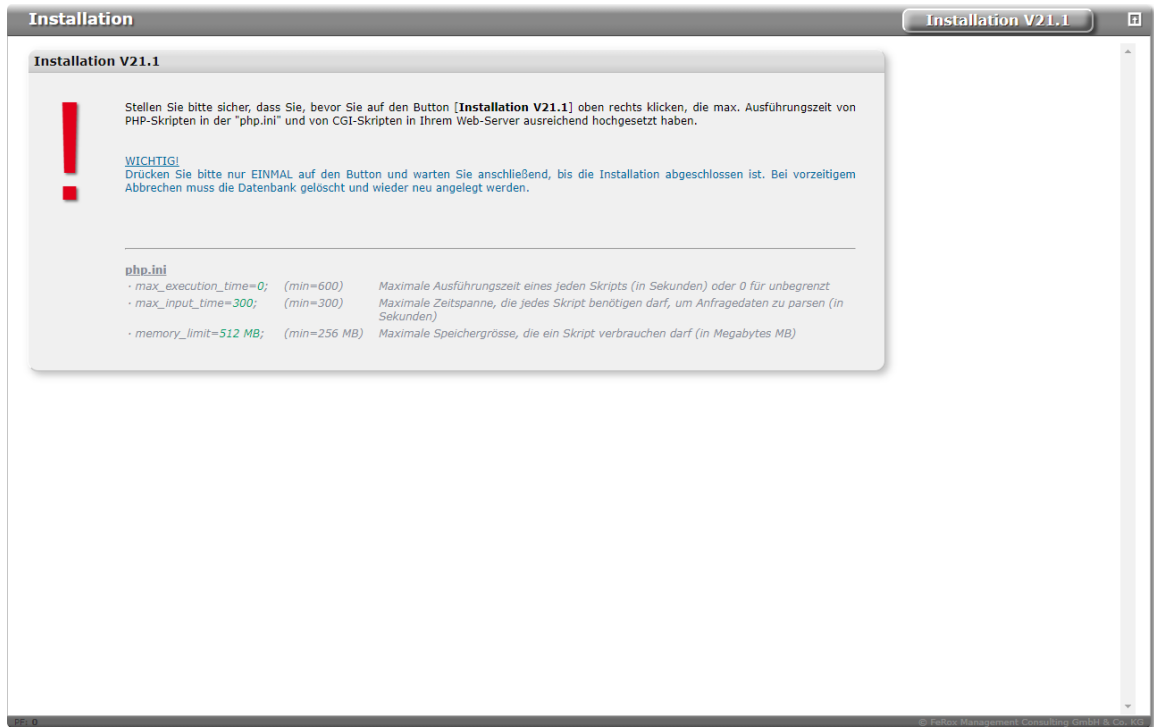 Installation
Installation V21.1
Installation V21.1
Stellen Sie bitte sicher, dass Sie, bevor Sie auf den Button [Installation V21.1] oben rechts klicken, die max. Ausführungszeit von
PHP-Skripten in der "php.ini" und von CGI-Skripten in Ihrem Web-Server ausreichend hochgesetzt haben.
WICHTIG!
Drücken Sie bitte nur EINMAL auf den Button und warten Sie anschließend, bis die Installation abgeschlossen ist. Bei vorzeitigem
Abbrechen muss die Datenbank gelöscht und wieder neu angelegt werden.
php.ini
· max_execution_time=0; (min=600) Maximale Ausführungszeit eines jeden Skripts (in Sekunden) oder 0 für unbegrenzt
· max_input_time=300; (min=300) Maximale Zeitspanne, die jedes Skript benötigen darf, um Anfragedaten zu parsen (in
Sekunden)
· memory_limit=512 MB; (min=256 MB) Maximale Speichergrösse, die ein Skript verbrauchen darf (in Megabytes MB)
PF: 0
© FeRox Management Consulting GmbH & Co. KG